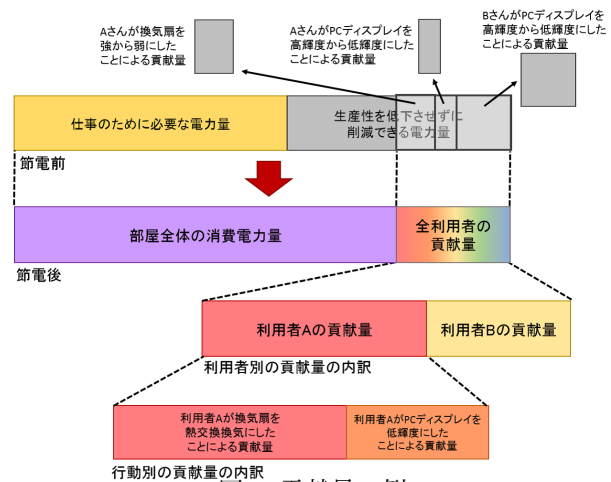 Aさんが換気扇を
強から弱にした
ことによる貢献量
AさんがPCディスプレイを
高輝度から低輝度にした
ことによる貢献量
BさんがPCディスプレイを
高輝度から低輝度にした
ことによる貢献量
仕事のために必要な電力量
生産性を低下させずに
削減できる電力量
節電前
部屋全体の消費電力量
全利用者の
貢献量
節電後
利用者Aの貢献量
利用者Bの貢献量
利用者別の貢献量の内訳
利用者Aが換気扇を
熱交換換気にした
ことによる貢献量
利用者AがPCディスプレイを
低輝度にした
ことによる貢献量
行動別の貢献量の内訳